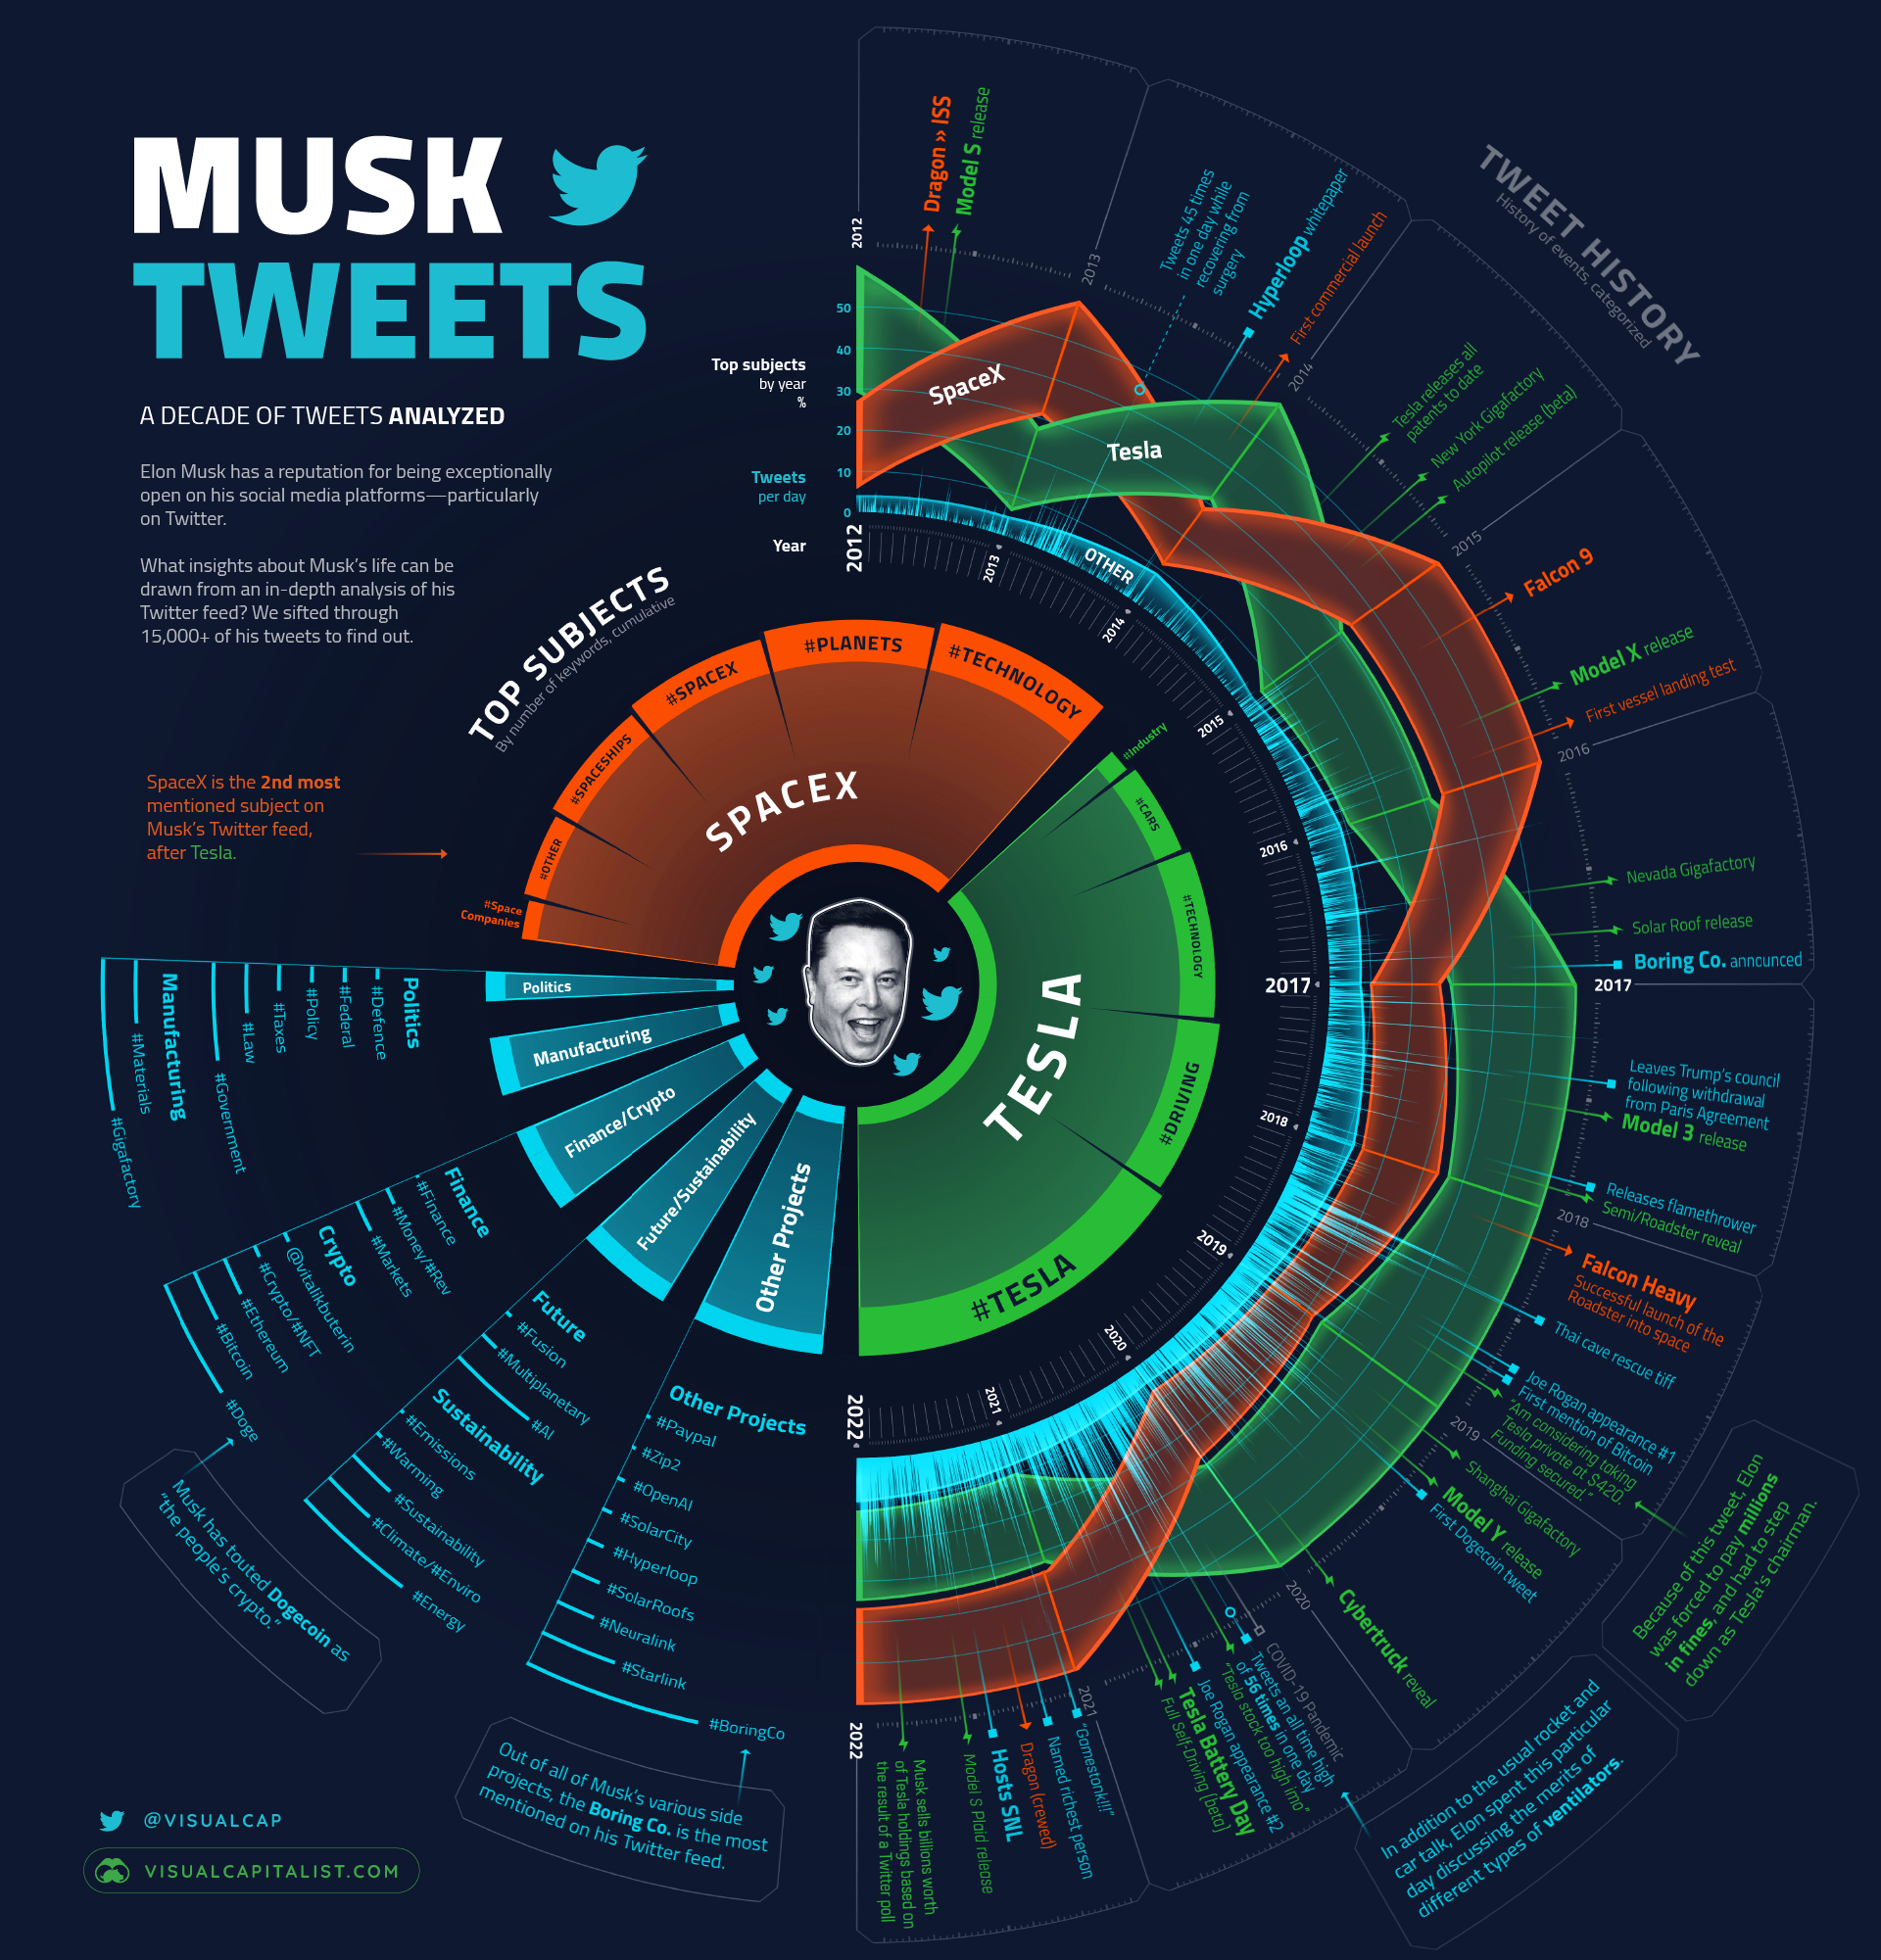 MUSK
TWEETS
A DECADE OF TWEETS ANALYZED
Elon Musk has a reputation for being exceptionally
open on his social media platforms—particularly
on Twitter.
What insights about Musk's life can be
drawn from an in-depth analysis of his
Twitter feed? We sifted through
15,000+ of his tweets to find out.
TOP SUBJECTS
By number of keywords, cumulative
SpaceX is the 2nd most
mentioned subject on
Musk's Twitter feed,
after Tesla.
Top subjects
by year
%
Tweets
per day
Year
50
40
30
20
10
0
TWEET HISTORY
History of events, categorized
2012
Dragon » ISS
Model S release
2013
Tweets 45 times
in one day while
recovering from
surgery
Hyperloop whitepaper
First commercial launch
2014
Tesla releases all
patents to date
New York Gigafactory
Autopilot release (beta)
2015
Falcon 9
Model X release
First vessel landing test
2016
Nevada Gigafactory
Solar Roof release
Boring Co. announced
2017
Leaves Trump's council
following withdrawal
from Paris Agreement
Model 3 release
Releases flamethrower
Semi/Roadster reveal
2018
Falcon Heavy
Successful launch of the
Roadster into space
Thai cave rescue tiff
Joe Rogan appearance #1
First mention of Bitcoin
"Am considering taking
Tesla private at $420.
Funding secured."
2019
Because of this tweet, Elon
was forced to pay millions
in fines, and had to step
down as Tesla's chairman.
Shanghai Gigafactory
Model Y release
First Dogecoin tweet
Cybertruck reveal
2020
COVID-19 Pandemic
Tweets an all time high
of 56 times in one day
"Tesla stock too high imo"
Joe Rogan appearance #2
Tesla Battery Day
Full Self-Driving [beta]
In addition to the usual rocket and
car talk, Elon spent this particular
day discussing the merits of
different types of ventilators.
2021
"Gamestonk!!!"
Named richest person
Dragon (crewed)
Hosts SNL
Model S Plaid release
Musk sells billions worth
of Tesla holdings based on
the result of a Twitter poll
2022
SpaceX
Tesla
OTHER
2012
2013
2014
2015
2016
2017
2018
2019
2020
2021
2022
SPACEX
#Space
Companies
#OTHER
#SPACESHIPS
#SPACEX
#PLANETS
#TECHNOLOGY
TESLA
#Industry
#CARS
#TECHNOLOGY
#DRIVING
#TESLA
Politics
Manufacturing
Finance/Crypto
Future/Sustainability
Other Projects
Politics
#Defence
#Federal
#Policy
#Taxes
#Law
#Government
Manufacturing
#Materials
#Gigafactory
Finance
#Finance
#Money/#Rev
#Markets
Crypto
@vitalikbuterin
#Crypto/#NFT
#Ethereum
#Bitcoin
#Doge
Musk has touted Dogecoin as
"the people's crypto."
Future
#Fusion
#Multiplanetary
#AI
Sustainability
#Emissions
#Warming
#Sustainability
#Climate/#Enviro
#Energy
Other Projects
#Paypal
#Zip2
#OpenAI
#SolarCity
#Hyperloop
#SolarRoofs
#Neuralink
#Starlink
#BoringCo
Out of all of Musk's various side
projects, the Boring Co. is the most
mentioned on his Twitter feed.
@VISUALCAP
VISUALCAPITALIST.COM